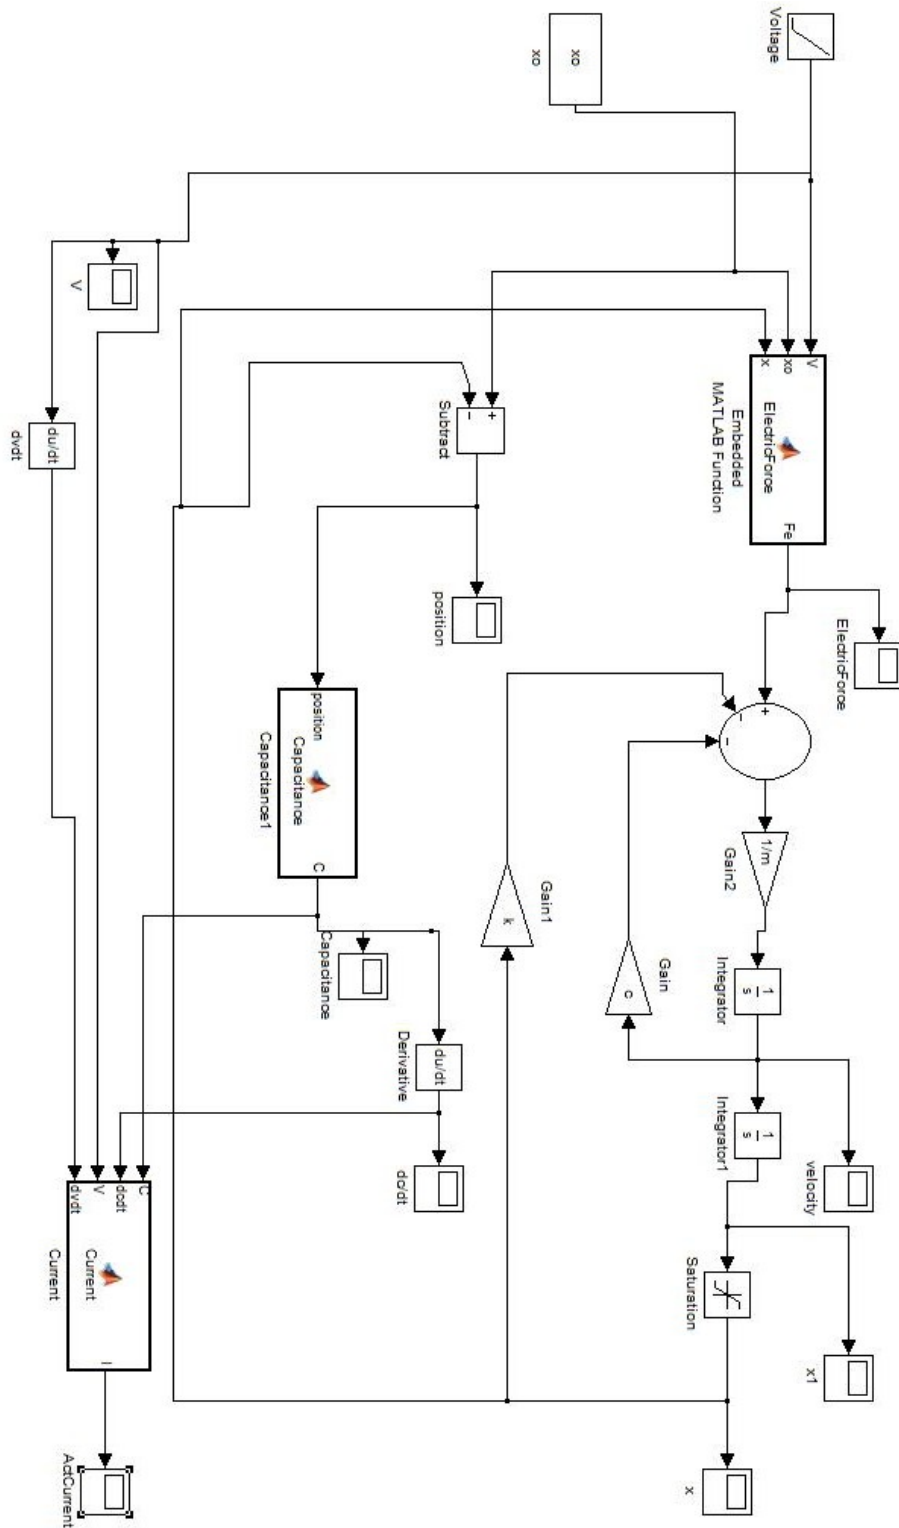 ElectricForce
velocity
x1
Voltage
V
xo
x
ElectricForce
Fe
Embedded
MATLAB Function
+
-
-
1/m
Gain2
1
s
Integrator
1
s
Integrator1
Saturation
x
c
Gain
xo
xo
k
Gain1
+
-
Subtract
position
du/dt
Derivative
dc/dt
position
Capacitance
C
Capacitance1
Capacitance
V
C
dcdt
V
dvdt
Current
I
Current
ActCurrent
du/dt
dvdt